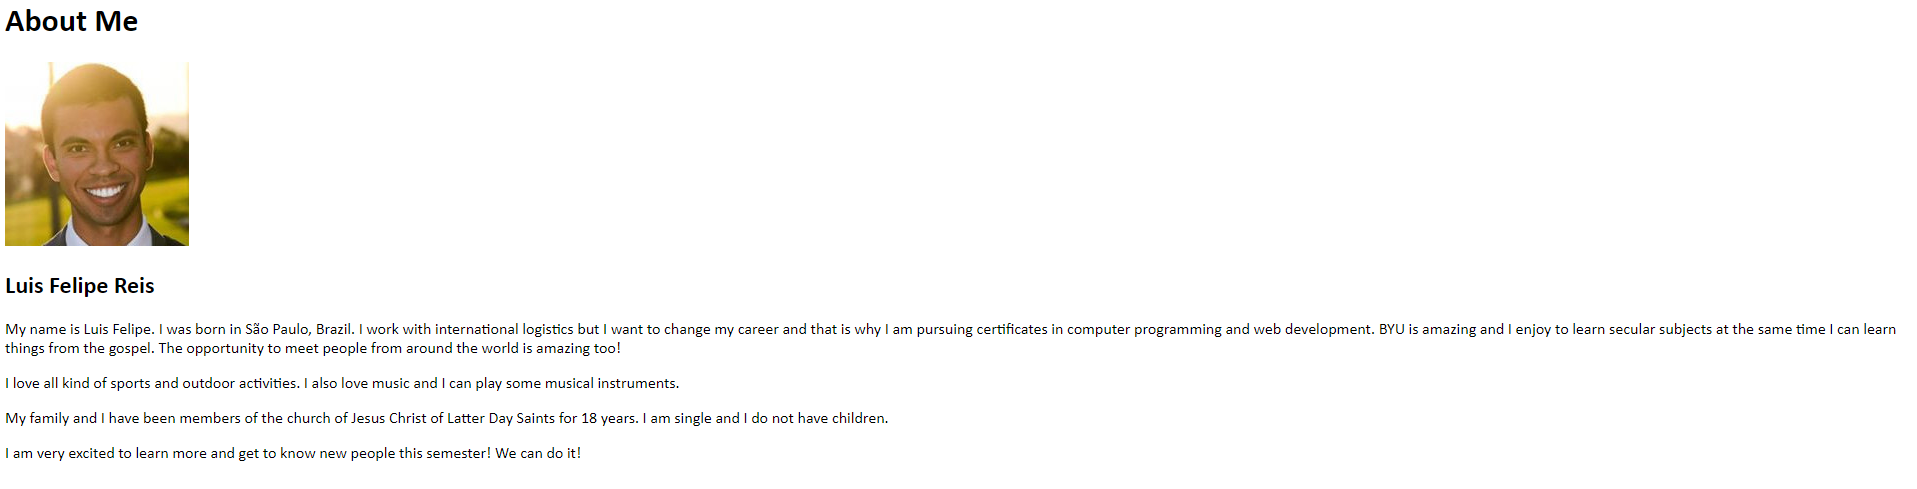 About Me
Luis Felipe Reis
My name is Luis Felipe. I was born in São Paulo, Brazil. I work with international logistics but I want to change my career and that is why I am pursuing certificates in computer programming and web development. BYU is amazing and I enjoy to learn secular subjects at the same time I can learn
things from the gospel. The opportunity to meet people from around the world is amazing too!
I love all kind of sports and outdoor activities. I also love music and I can play some musical instruments.
My family and I have been members of the church of Jesus Christ of Latter Day Saints for 18 years. I am single and I do not have children.
I am very excited to learn more and get to know new people this semester! We can do it!